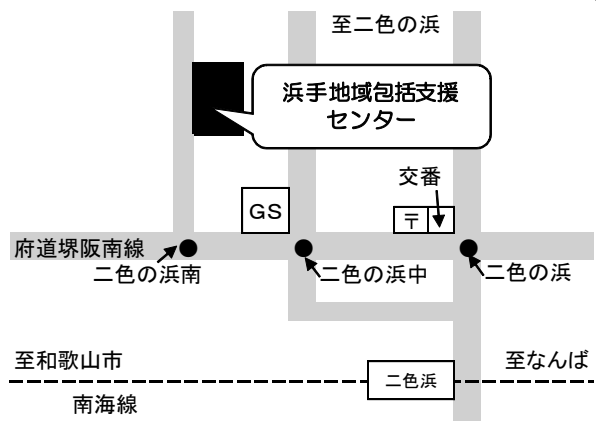 至二色の浜
浜手地域包括支援
センター
交番
GS
〒
府道堺阪南線
二色の浜南
二色の浜中
二色の浜
至和歌山市
至なんば
二色浜
南海線